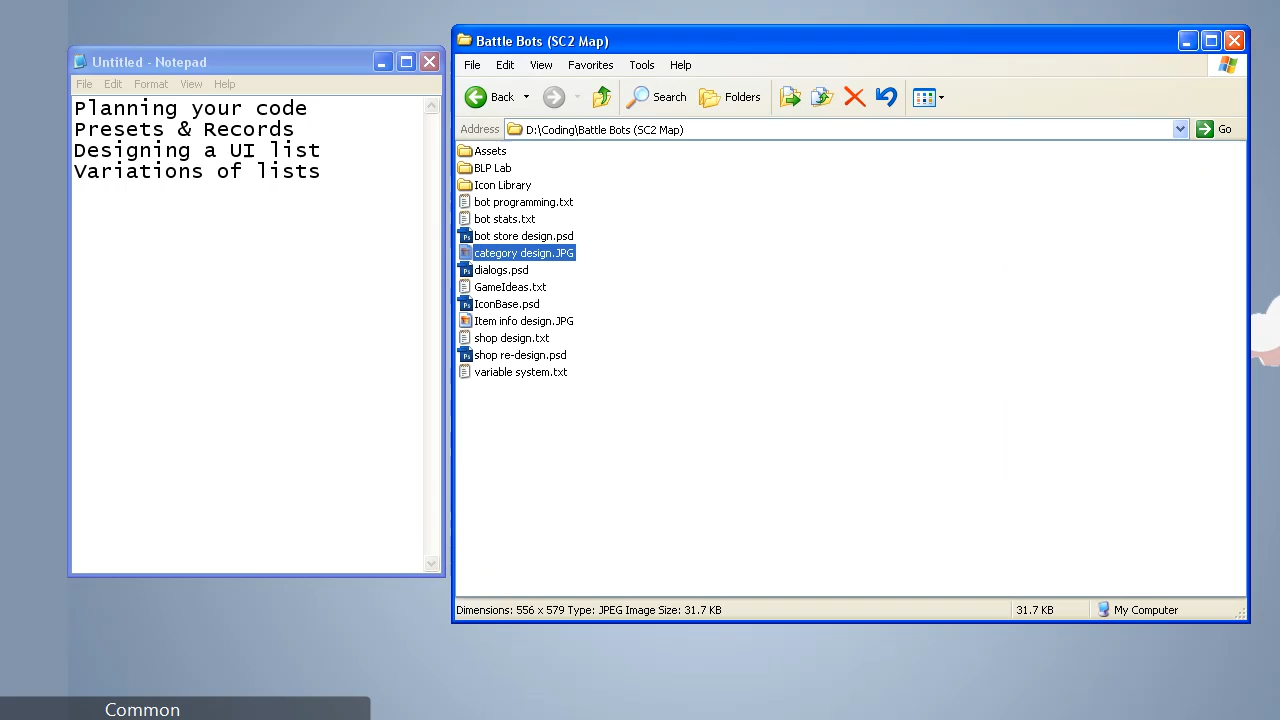 Untitled - Notepad
File Edit Format View Help
Planning your code
Presets & Records
Designing a UI list
Variations of lists
Battle Bots (SC2 Map)
File Edit View Favorites Tools Help
Back Search Folders
Address D:\Coding\Battle Bots (SC2 Map) Go
Assets
BLP Lab
Icon Library
bot programming.txt
bot stats.txt
bot store design.psd
category design.JPG
dialogs.psd
GameIdeas.txt
IconBase.psd
Item info design.JPG
shop design.txt
shop re-design.psd
variable system.txt
Dimensions: 556 x 579 Type: JPEG Image Size: 31.7 KB 31.7 KB My Computer
Common